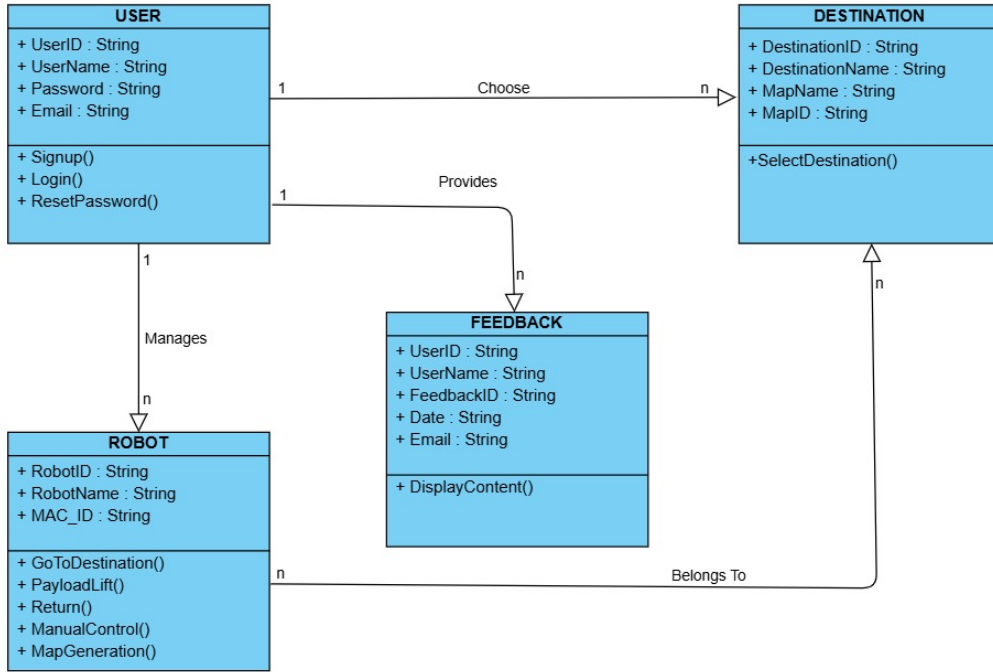 USER
+ UserID : String
+ UserName : String
+ Password : String
+ Email : String
+ Signup()
+ Login()
+ ResetPassword()
1
Choose
n
DESTINATION
+ DestinationID : String
+ DestinationName : String
+ MapName : String
+ MapID : String
+SelectDestination()
1
Provides
n
1
Manages
n
FEEDBACK
+ UserID : String
+ UserName : String
+ FeedbackID : String
+ Date : String
+ Email : String
+ DisplayContent()
ROBOT
+ RobotID : String
+ RobotName : String
+ MAC_ID : String
+ GoToDestination()
+ PayloadLift()
+ Return()
+ ManualControl()
+ MapGeneration()
n
Belongs To
n